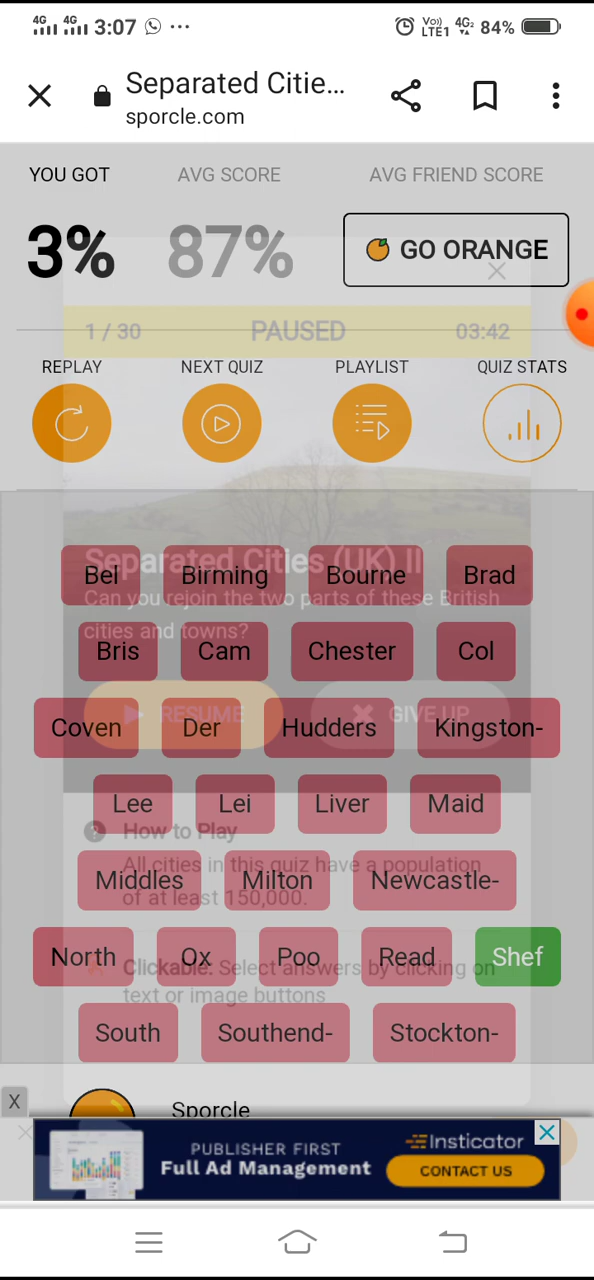 4G 4G 3:07 ... Vo)) LTE1 4G2 84%
Separated Citie...
sporcle.com
YOU GOT AVG SCORE AVG FRIEND SCORE
3% 87% GO ORANGE
1 / 30 PAUSED 03:42
REPLAY NEXT QUIZ PLAYLIST QUIZ STATS
Separated Cities (UK) II
Bel Birming Bourne Brad
Can you rejoin the two parts of these British
cities and towns?
Bris Cam Chester Col
RESUME GIVE UP
Coven Der Hudders Kingston-
Lee Lei Liver Maid
? How to Play
All cities in this quiz have a population
of at least 150,000.
Middles Milton Newcastle-
North Ox Poo Read Shef
Clickable: Select answers by clicking on
text or image buttons
South Southend- Stockton-
X
Sporcle
PUBLISHER FIRST
Full Ad Management
Insticator
CONTACT US